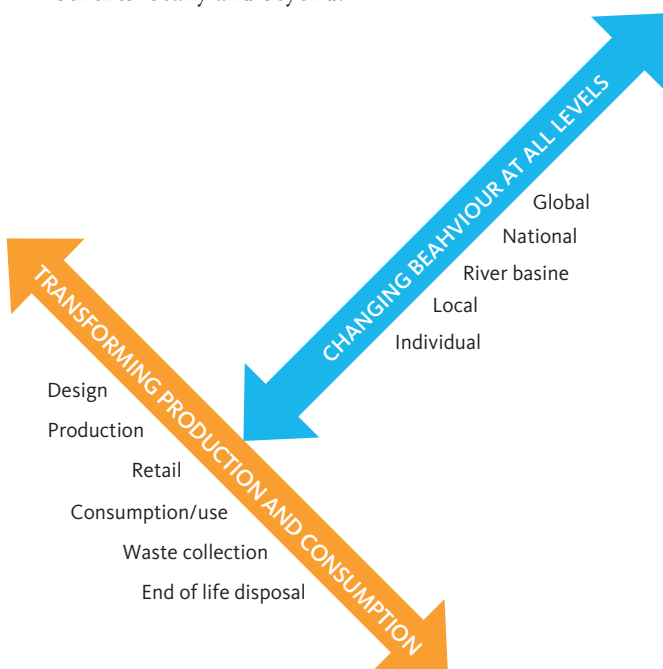 CHANGING BEAHVIOUR AT ALL LEVELS
Global
National
River basine
Local
Individual
TRANSFORMING PRODUCTION AND CONSUMPTION
Design
Production
Retail
Consumption/use
Waste collection
End of life disposal